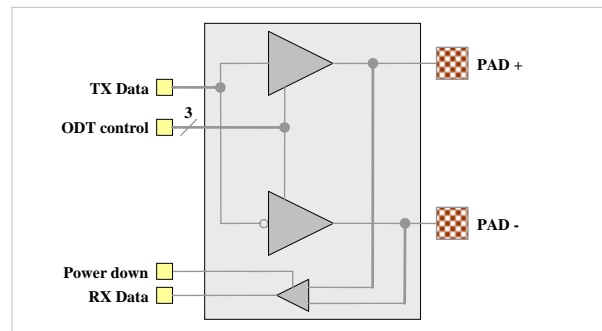 PAD +
TX Data
3
ODT control
PAD -
Power down
RX Data